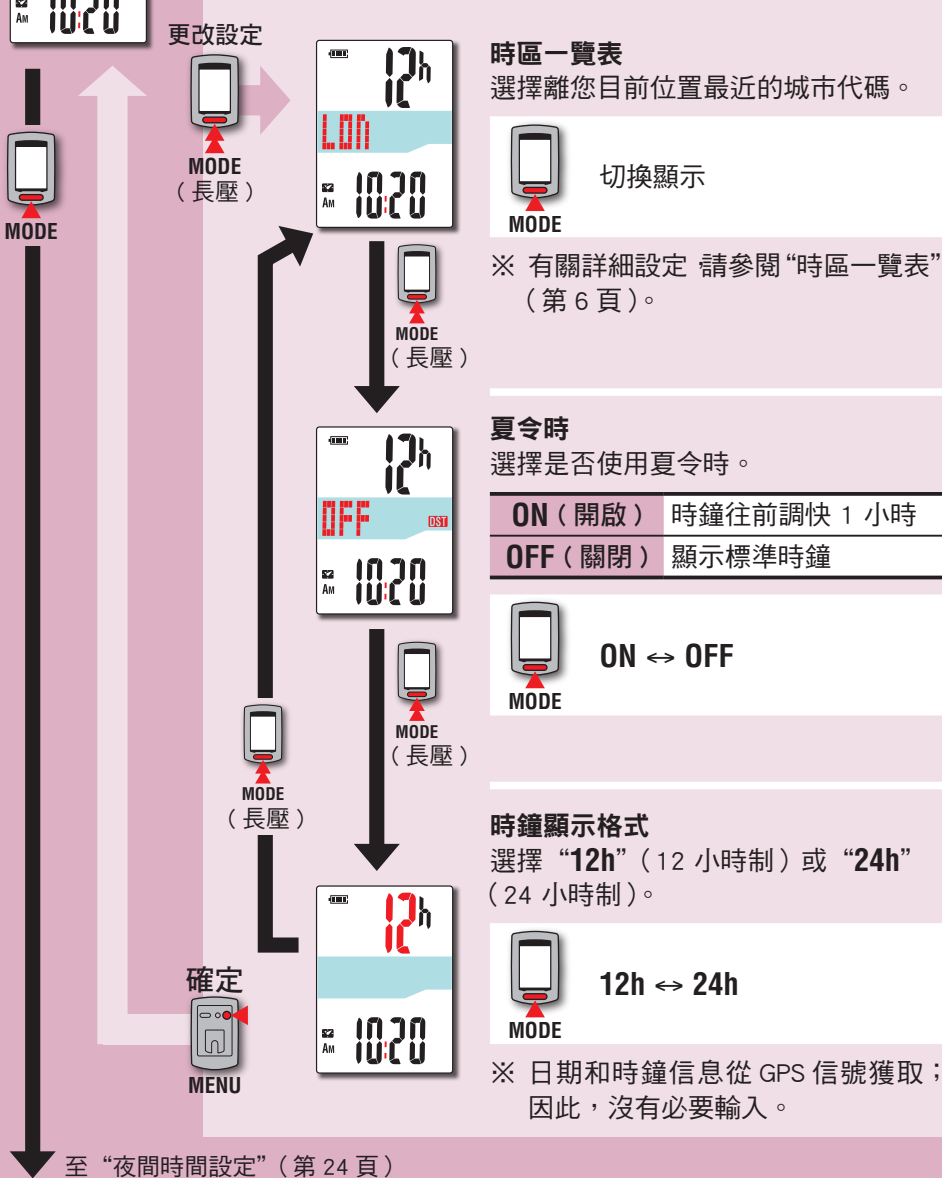 AM 10:20
更改設定
MODE
（長壓）
MODE
12h
LON
AM 10:20
時區一覽表
選擇離您目前位置最近的城市代碼。
切換顯示
MODE
※ 有關詳細設定 請參閱“時區一覽表”
（第 6 頁）。
MODE
（長壓）
12h
OFF DST
AM 10:20
夏令時
選擇是否使用夏令時。
ON（開啟） 時鐘往前調快 1 小時
OFF（關閉） 顯示標準時鐘
ON ↔ OFF
MODE
MODE
（長壓）
MODE
（長壓）
12h
AM 10:20
時鐘顯示格式
選擇“12h”（12 小時制）或“24h”
（24 小時制）。
12h ↔ 24h
MODE
※ 日期和時鐘信息從 GPS 信號獲取；
因此，沒有必要輸入。
確定
MENU
至“夜間時間設定”（第 24 頁）